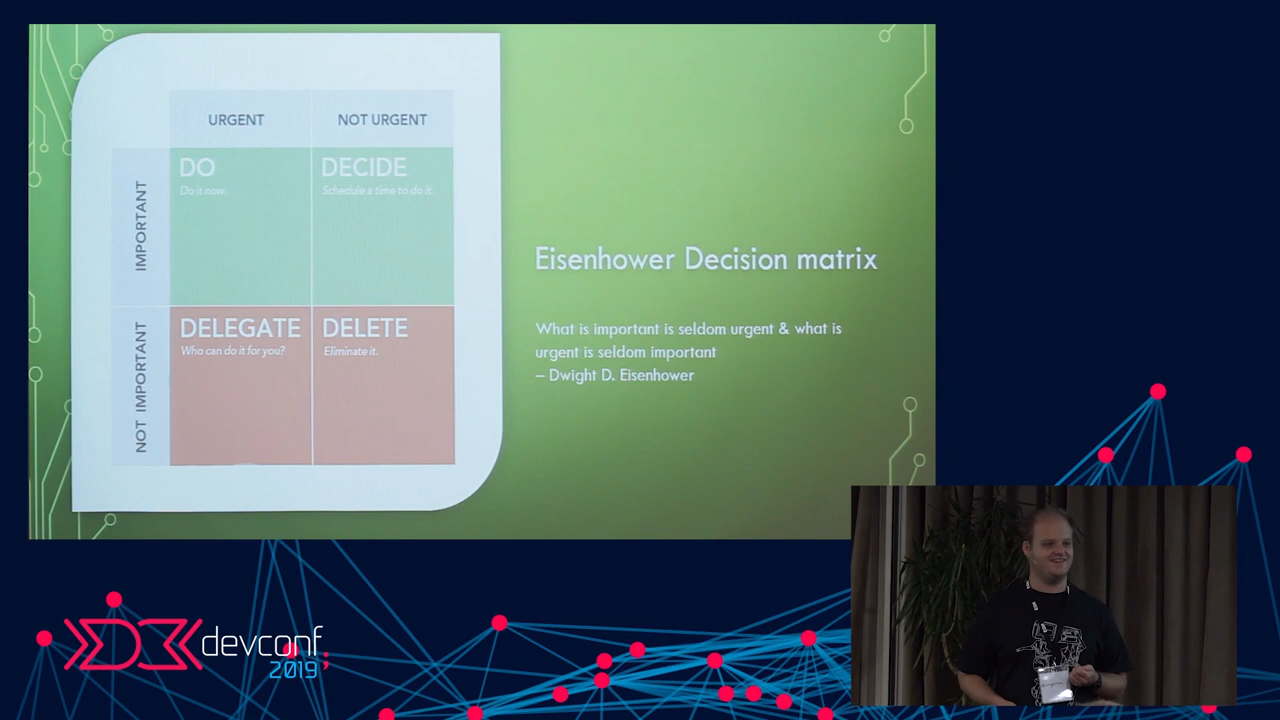 URGENT
NOT URGENT
IMPORTANT
DO
Do it now.
DECIDE
Schedule a time to do it.
NOT IMPORTANT
DELEGATE
Who can do it for you?
DELETE
Eliminate it.
Eisenhower Decision matrix
What is important is seldom urgent & what is
urgent is seldom important
– Dwight D. Eisenhower
devconf
2019;